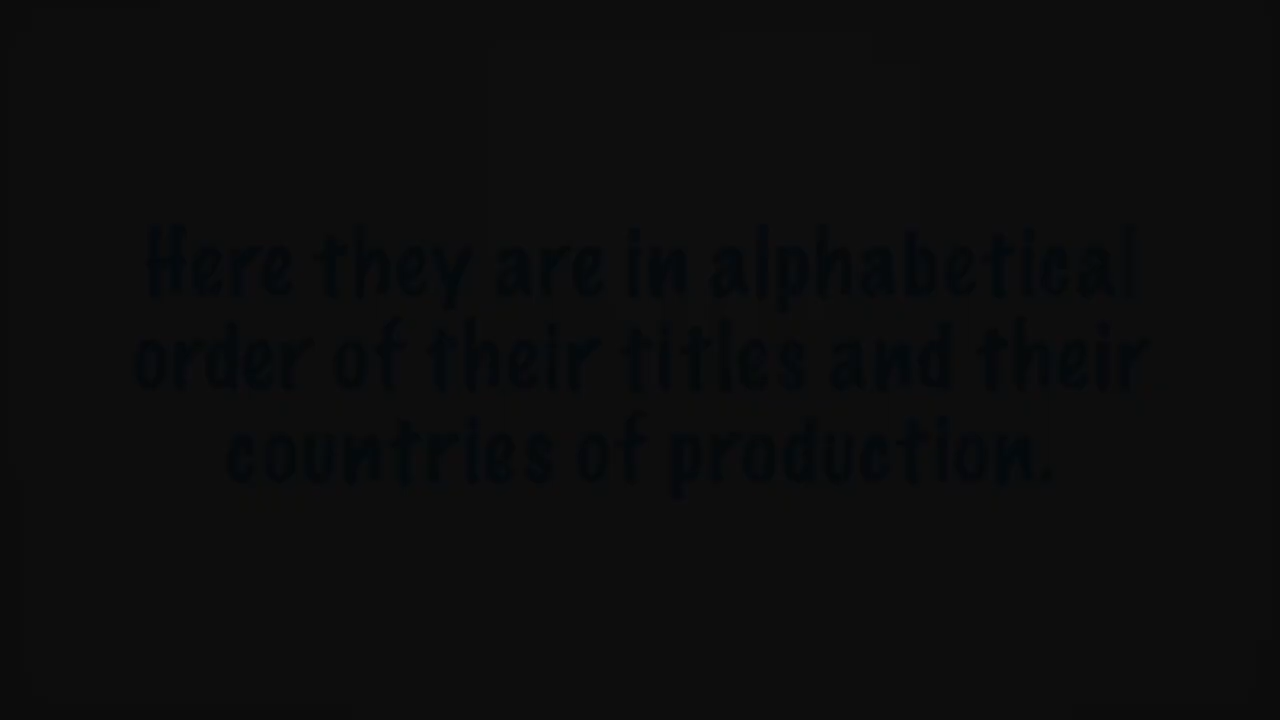 Here they are in alphabetical
order of their titles and their
countries of production.